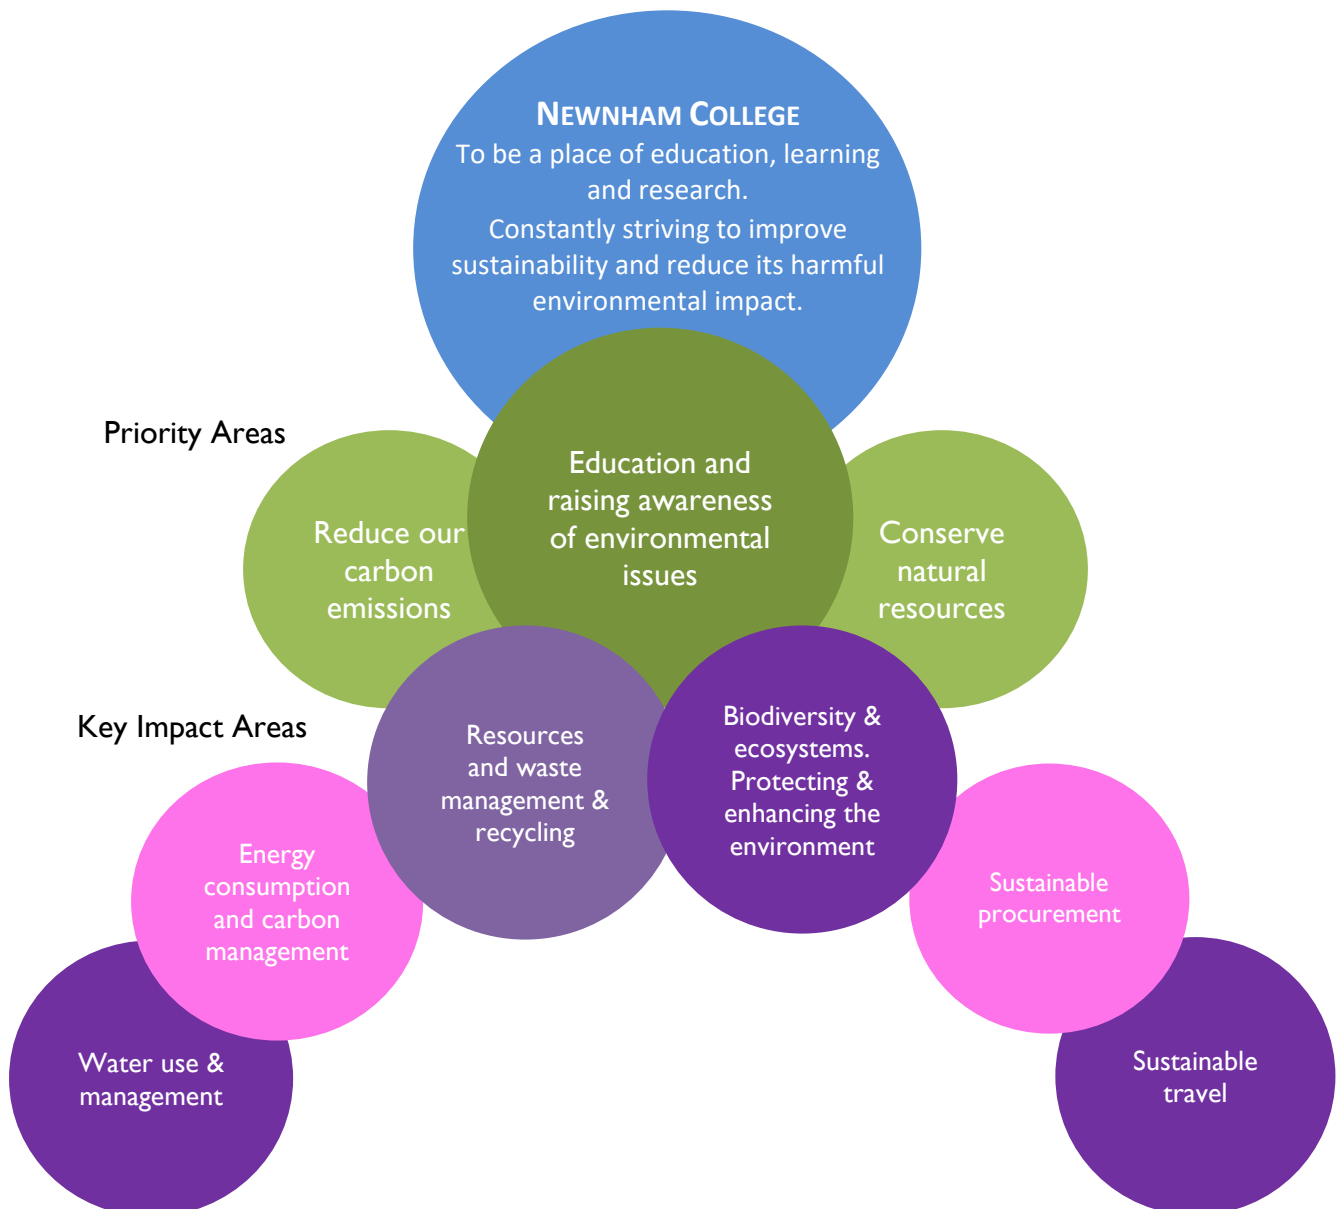 NEWNHAM COLLEGE
To be a place of education, learning
and research.
Constantly striving to improve
sustainability and reduce its harmful
environmental impact.
Priority Areas
Reduce our
carbon
emissions
Education and
raising awareness
of environmental
issues
Conserve
natural
resources
Key Impact Areas
Resources
and waste
management &
recycling
Biodiversity &
ecosystems.
Protecting &
enhancing the
environment
Energy
consumption
and carbon
management
Sustainable
procurement
Water use &
management
Sustainable
travel